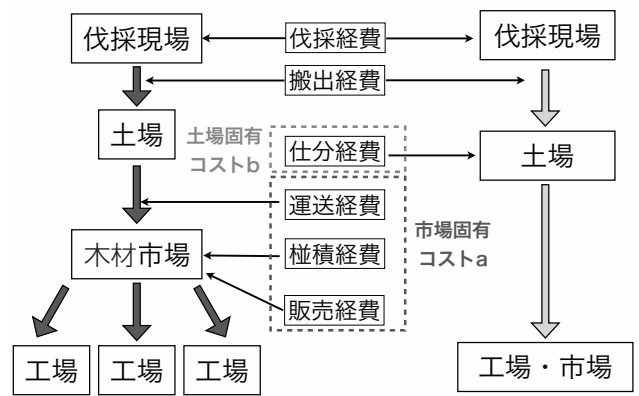 伐採現場
伐採経費
伐採現場
搬出経費
土場
土場固有
コストb
仕分経費
土場
運送経費
市場固有
コストa
木材市場
椪積経費
販売経費
工場
工場
工場
工場・市場